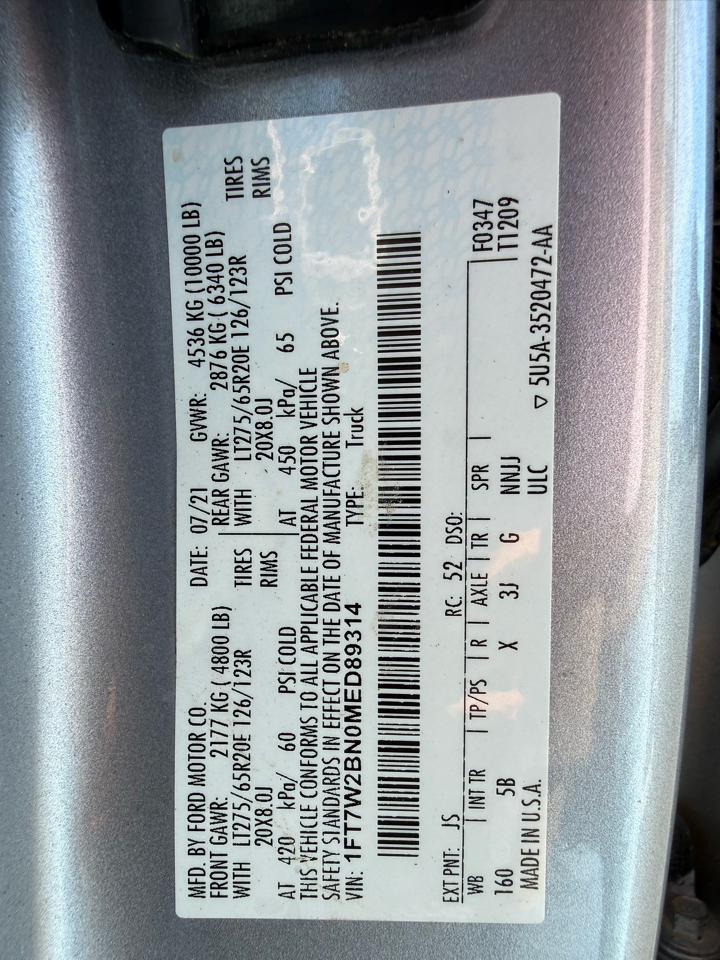 MFD. BY FORD MOTOR CO.
DATE: 07/21 GVWR: 4536 KG (10000 LB)
FRONT GAWR: 2177 KG ( 4800 LB)
REAR GAWR: 2876 KG ( 6340 LB)
WITH LT275/65R20E 126/123R TIRES
WITH LT275/65R20E 126/123R TIRES
20X8.0J RIMS
20X8.0J RIMS
AT 420 kPa/ 60 PSI COLD
AT 450 kPa/ 65 PSI COLD
THIS VEHICLE CONFORMS TO ALL APPLICABLE FEDERAL MOTOR VEHICLE
SAFETY STANDARDS IN EFFECT ON THE DATE OF MANUFACTURE SHOWN ABOVE.
VIN: 1FT7W2BN0MED89314 TYPE: Truck
EXT PNT: JS RC: 52 DSO:
WB INT TR TP/PS R AXLE TR SPR F0347
160 5B X 3J G NNJJ T1209
MADE IN U.S.A. ULC ▽ 5U5A-3520472-AA